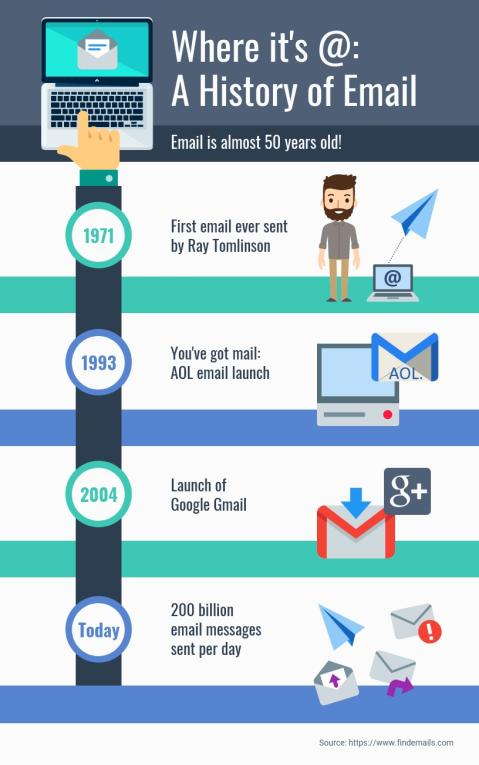 Where it's @:
A History of Email
Email is almost 50 years old!
1971
First email ever sent
by Ray Tomlinson
@
1993
You've got mail:
AOL email launch
AOL.
2004
Launch of
Google Gmail
g+
Today
200 billion
email messages
sent per day
!
Source: https://www.findemails.com